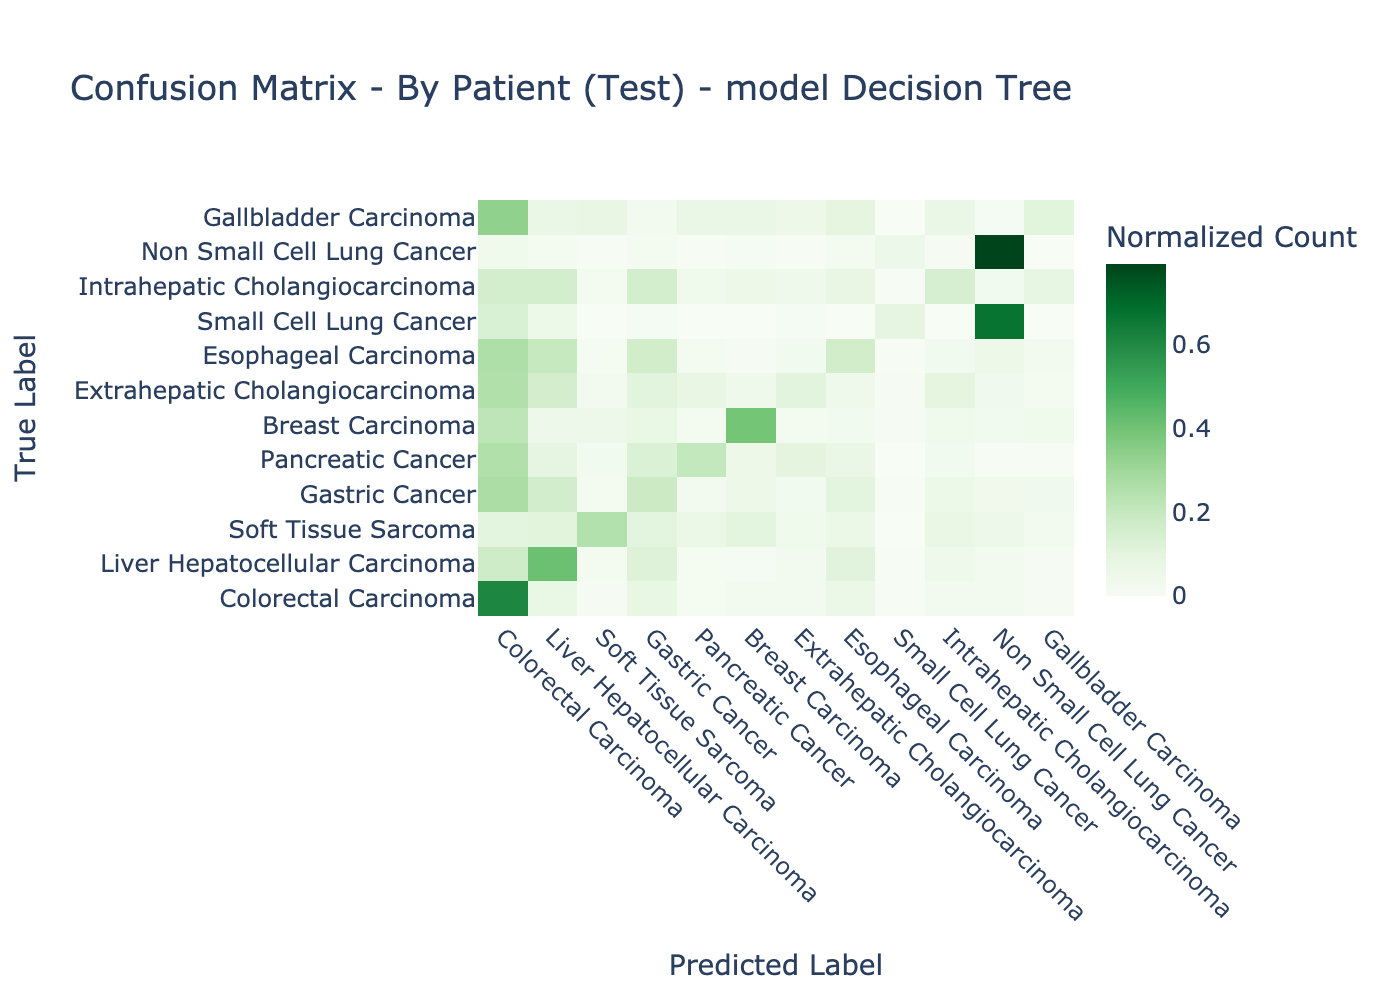 Confusion Matrix - By Patient (Test) - model Decision Tree
Normalized Count
Gallbladder Carcinoma
Non Small Cell Lung Cancer
Intrahepatic Cholangiocarcinoma
Small Cell Lung Cancer
Esophageal Carcinoma
Extrahepatic Cholangiocarcinoma
Breast Carcinoma
Pancreatic Cancer
Gastric Cancer
Soft Tissue Sarcoma
Liver Hepatocellular Carcinoma
Colorectal Carcinoma
True Label
0.6
0.4
0.2
0
Colorectal Carcinoma
Liver Hepatocellular Carcinoma
Soft Tissue Sarcoma
Gastric Cancer
Pancreatic Cancer
Breast Carcinoma
Extrahepatic Cholangiocarcinoma
Esophageal Carcinoma
Small Cell Lung Cancer
Intrahepatic Cholangiocarcinoma
Non Small Cell Lung Cancer
Gallbladder Carcinoma
Predicted Label